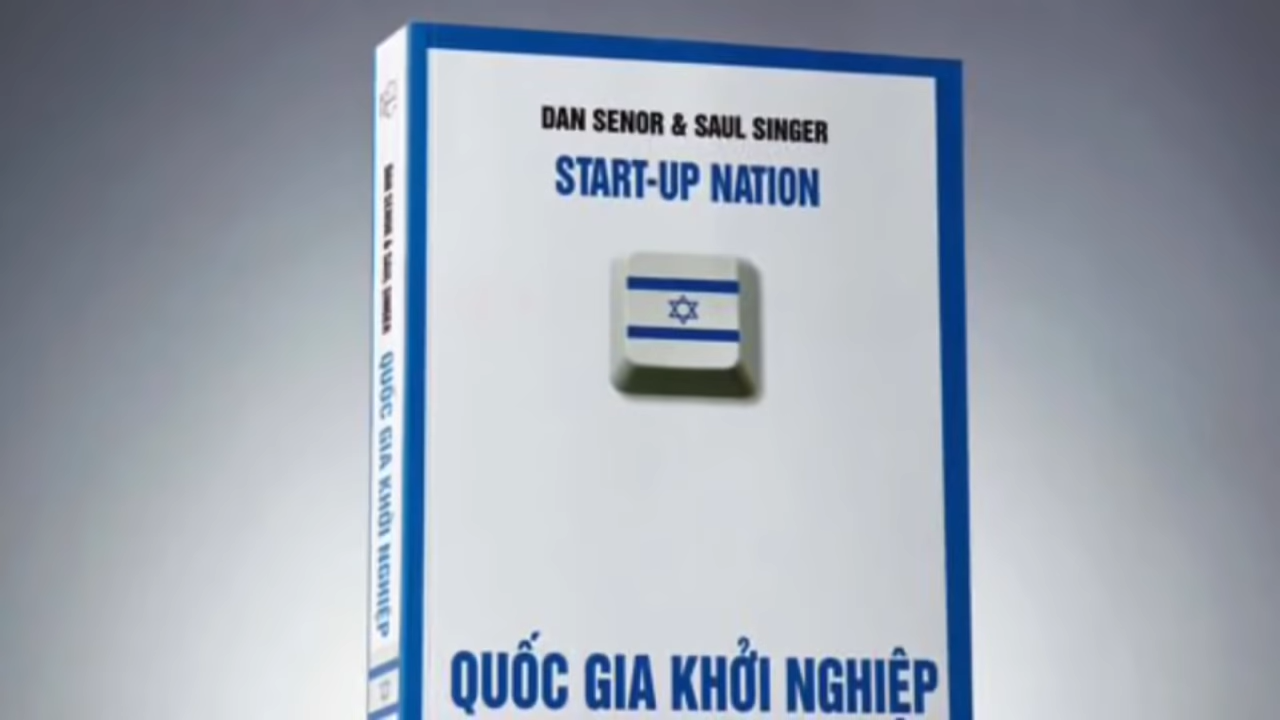 DAN SENOR & SAUL SINGER
START-UP NATION
QUỐC GIA KHỞI NGHIỆP
DAN SENOR & SAUL SINGER QUỐC GIA KHỞI NGHIỆP